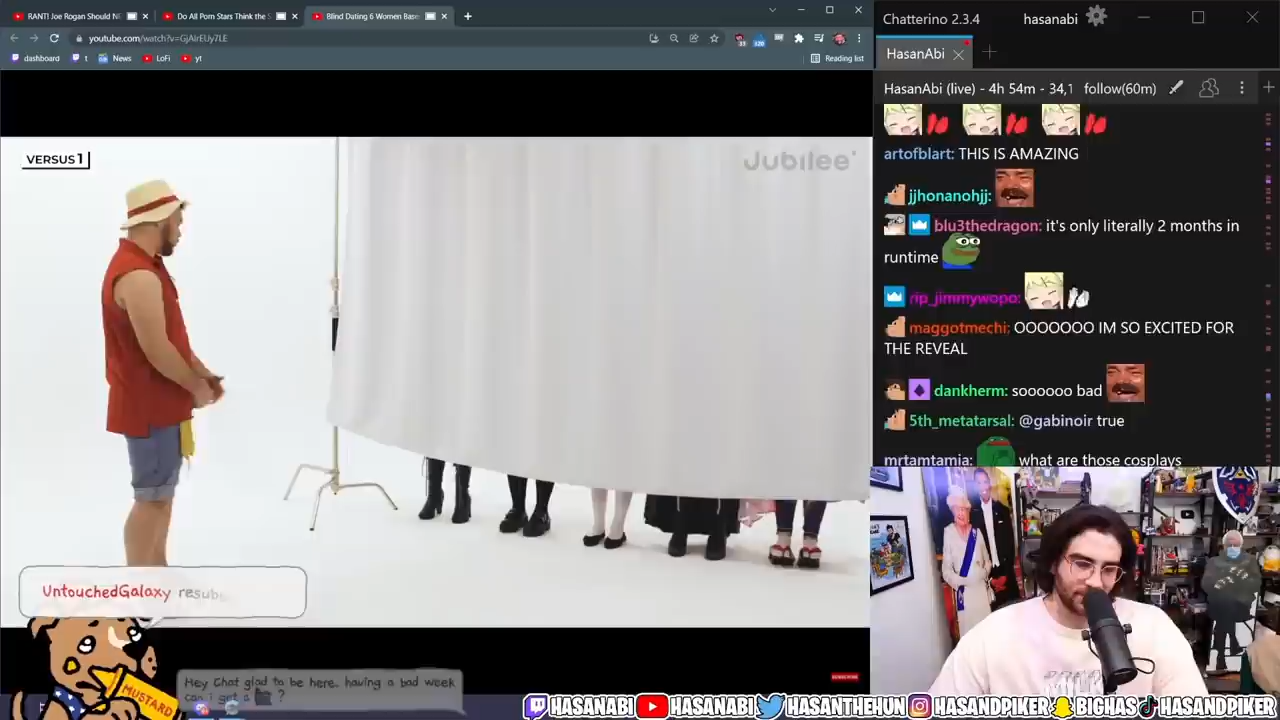 RANT! Joe Rogan Should N
Do All Porn Stars Think the S
Blind Dating 6 Women Base
youtube.com/watch?v=GjAIrEUy7LE
dashboard
t
News
LoFi
yt
Reading list
VERSUS 1
Jubilee
UntouchedGalaxy resub
Hey Chat glad to be here, having a bad week
can i get a ?
MUSTARD
Chatterino 2.3.4
hasanabi
HasanAbi
HasanAbi (live) - 4h 54m - 34,1
follow(60m)
artofblart: THIS IS AMAZING
jjhonanohjj:
blu3thedragon: it's only literally 2 months in
runtime
rip_jimmywopo:
maggotmechi: OOOOOOO IM SO EXCITED FOR
THE REVEAL
dankherm: soooooo bad
5th_metatarsal: @gabinoir true
mrtamtamia: what are those cosplays
HASANABI
HASANABI
HASANTHEHUN
HASANDPIKER
BIGHAS
HASANDPIKER